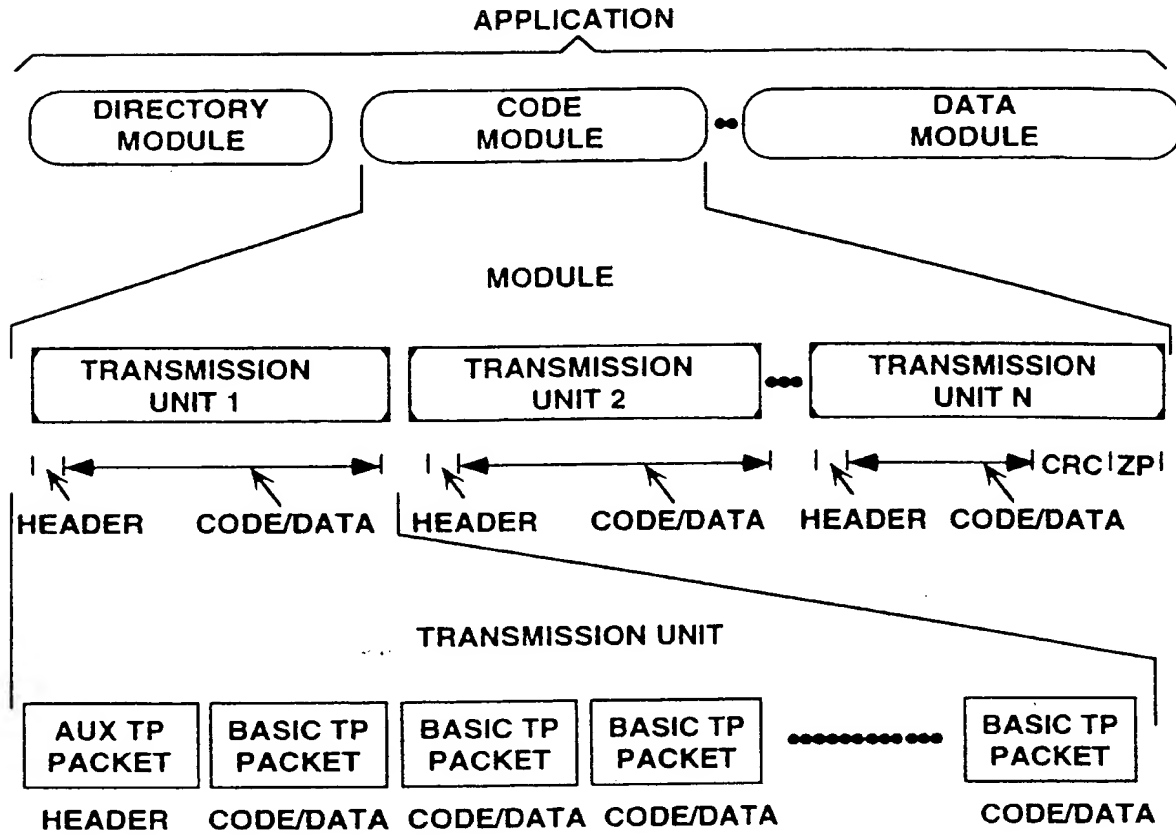 APPLICATION
DIRECTORY
MODULE
CODE
MODULE
DATA
MODULE
MODULE
TRANSMISSION
UNIT 1
TRANSMISSION
UNIT 2
TRANSMISSION
UNIT N
CRC ZP
HEADER CODE/DATA HEADER CODE/DATA HEADER CODE/DATA
TRANSMISSION UNIT
AUX TP
PACKET
BASIC TP
PACKET
BASIC TP
PACKET
BASIC TP
PACKET
BASIC TP
PACKET
HEADER CODE/DATA CODE/DATA CODE/DATA CODE/DATA